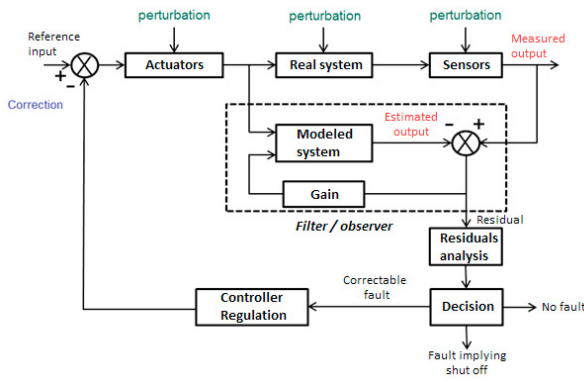 perturbation
perturbation
perturbation
Reference
input
Measured
output
+
−
Actuators
Real system
Sensors
Correction
Estimated
output
−
+
Modeled
system
Gain
Filter / observer
Residual
Residuals
analysis
Correctable
fault
Controller
Regulation
Decision
No fault
Fault implying
shut off